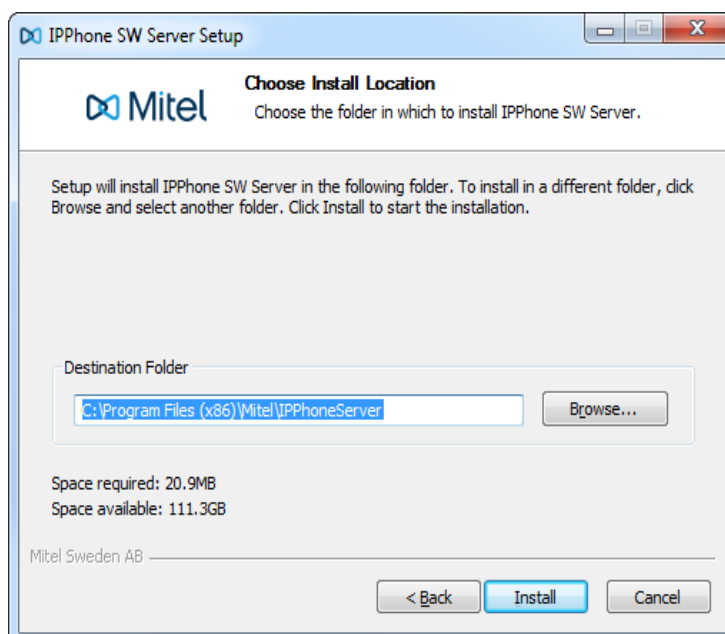 IPPhone SW Server Setup
Mitel
Choose Install Location
Choose the folder in which to install IPPhone SW Server.
Setup will install IPPhone SW Server in the following folder. To install in a different folder, click
Browse and select another folder. Click Install to start the installation.
Destination Folder
C:\Program Files (x86)\Mitel\IPPhoneServer
Browse...
Space required: 20.9MB
Space available: 111.3GB
Mitel Sweden AB
< Back
Install
Cancel